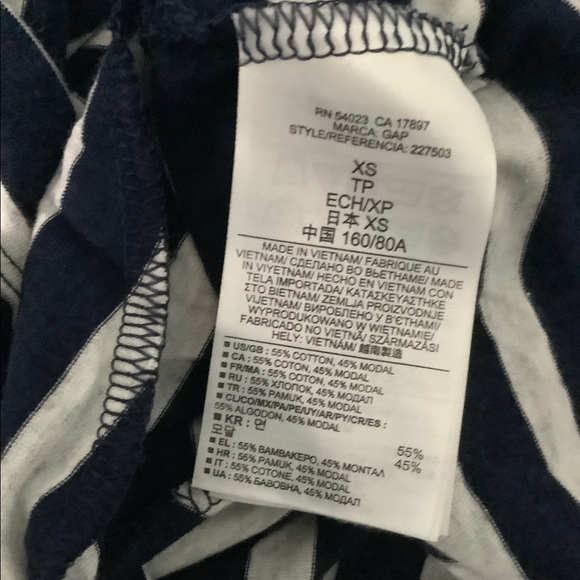 RN 54023 CA 17897
MARCA: GAP
STYLE/REFERENCIA: 227503
XS
TP
ECH/XP
日本 XS
中国 160/80A
MADE IN VIETNAM/ FABRIQUE AU
VIETNAM/ СДЕЛАНО ВО ВЬЕТНАМЕ/ MADE
IN VIYETNAM/ HECHO EN VIETNAM CON
TELA IMPORTADA/ ΚΑΤΑΣΚΕΥΑΣΤΗΚΕ
ΣΤΟ ΒΙΕΤΝΑΜ/ ZEMLJA PROIZVODNJE
VIJETNAM/ ВИРОБЛЕНО У В'ЄТНАМІ/
WYPRODUKOWANO W WIETNAMIE/
FABRICADO NO VIETNÃ/ SZÁRMAZÁSI
HELY: VIETNÁM/ 越南製造
■ US/GB : 55% COTTON, 45% MODAL
■ CA : 55% COTON, 45% MODAL
■ FR/MA : 55% COTON, 45% MODAL
■ RU : 55% ХЛОПОК, 45% МОДАЛ
■ TR : 55% PAMUK, 45% MODAL
■ CL/CO/MX/PA/PE/UY/AR/PY/CR/ES :
55% ALGODON, 45% MODAL
■ KR : 면 55%
모달 45%
■ EL : 55% ΒΑΜΒΑΚΕΡΟ, 45% ΜΟΝΤΑΛ
■ HR : 55% PAMUK, 45% MODAL
■ IT : 55% COTONE, 45% MODAL
■ UA : 55% БАВОВНА, 45% МОДАЛ